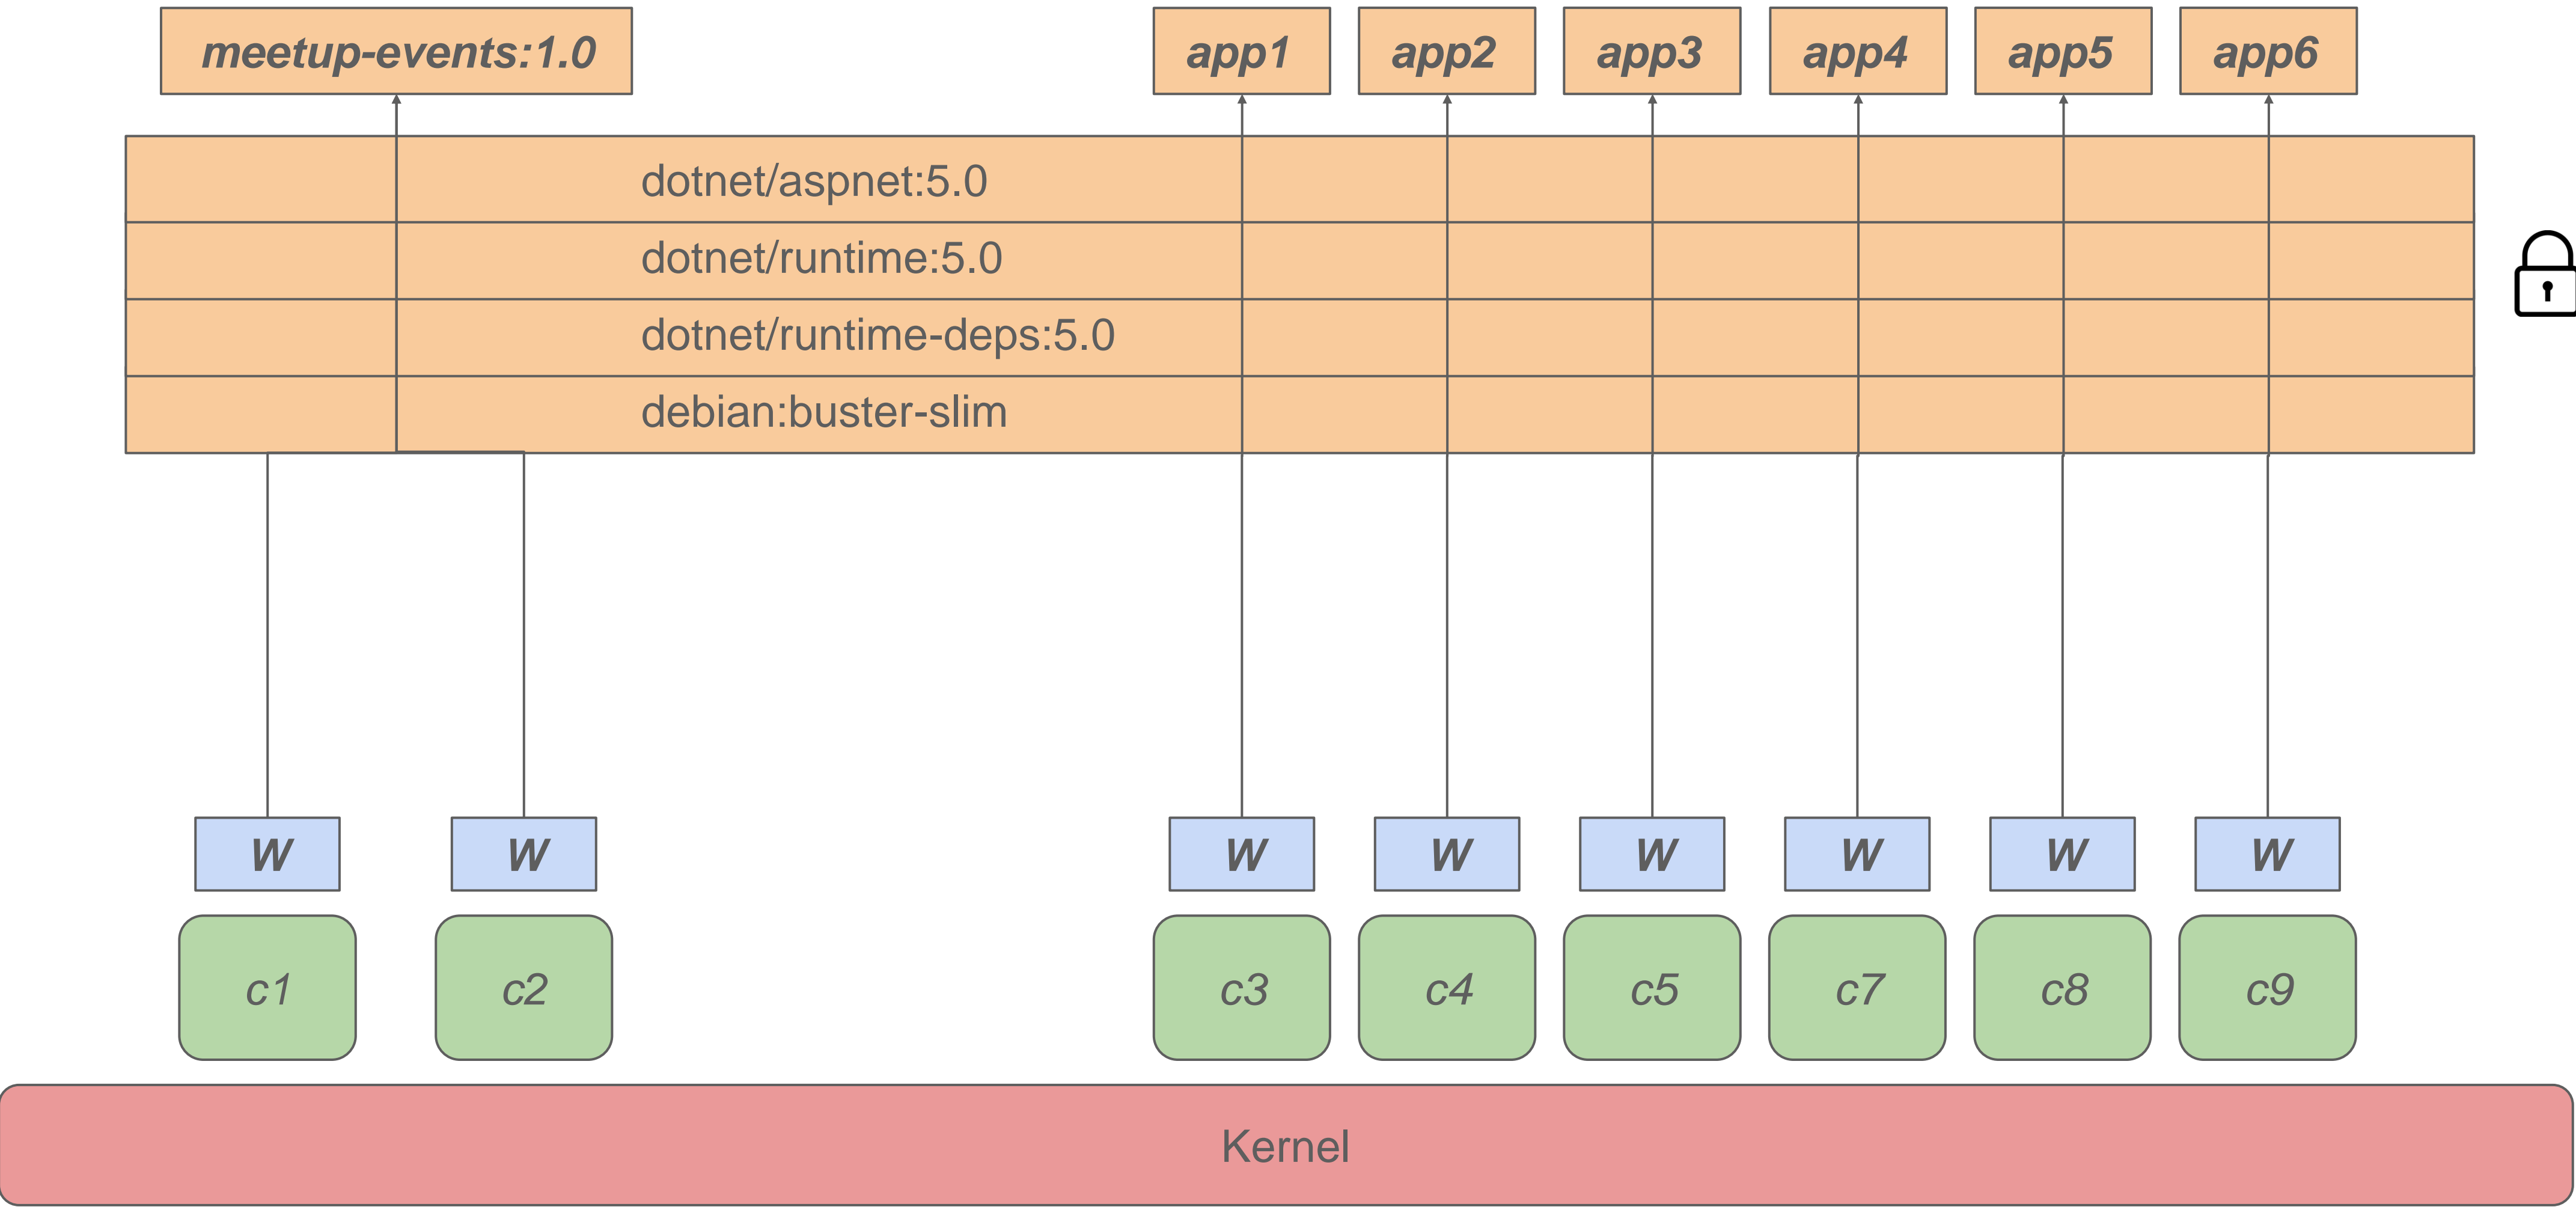 meetup-events:1.0 app1 app2 app3 app4 app5 app6
dotnet/aspnet:5.0
dotnet/runtime:5.0
dotnet/runtime-deps:5.0
debian:buster-slim
W W W W W W W W
c1 c2 c3 c4 c5 c7 c8 c9
Kernel